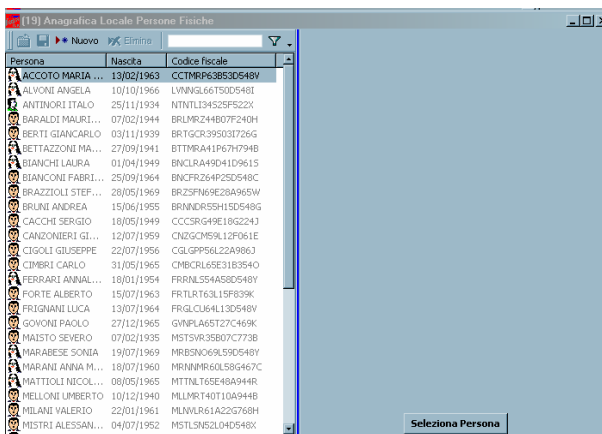 (19) Anagrafica Locale Persone Fisiche
Nuovo Elimina
Persona Nascita Codice fiscale
ACCOTO MARIA ... 13/02/1963 CCTMRP63B53D548V
ALVONI ANGELA 10/10/1966 LVNNGL66T50D548I
ANTINORI ITALO 25/11/1934 NTNTLI34S25F522X
BARALDI MAURI... 07/02/1944 BRLMRZ44B07F240H
BERTI GIANCARLO 03/11/1939 BRTGCR39S03I726G
BETTAZZONI MA... 27/09/1941 BTTMRA41P67H794B
BIANCHI LAURA 01/04/1949 BNCLRA49D41D961S
BIANCONI FABRI... 25/09/1964 BNCFRZ64P25D548C
BRAZZIOLI STEF... 28/05/1969 BRZSFN69E28A965W
BRUNI ANDREA 15/06/1955 BRNNDR55H15D548G
CACCHI SERGIO 18/05/1949 CCCSRG49E18G224J
CANZONIERI GI... 12/07/1959 CNZGCM59L12F061E
CIGOLI GIUSEPPE 22/07/1956 CGLGPP56L22A986J
CIMBRI CARLO 31/05/1965 CMBCRL65E31B354O
FERRARI ANNAL... 18/01/1954 FRRNLS54A58D548Y
FORTE ALBERTO 15/07/1963 FRTLRT63L15F839K
FRIGNANI LUCA 13/07/1964 FRGLCU64L13D548V
GOVONI PAOLO 27/12/1965 GVNPLA65T27C469K
MAISTO SEVERO 07/02/1935 MSTSVR35B07C773B
MARABESE SONIA 19/07/1969 MRBSNO69L59D548Y
MARANI ANNA M... 18/07/1960 MRNNMR60L58G467C
MATTIOLI NICOL... 08/05/1965 MTTNLT65E48A944R
MELLONI UMBERTO 10/12/1940 MLLMRT40T10A944B
MILANI VALERIO 22/01/1961 MLNVLR61A22G768H
MISTRI ALESSAN... 04/07/1952 MSTLSN52L04D548X
Seleziona Persona